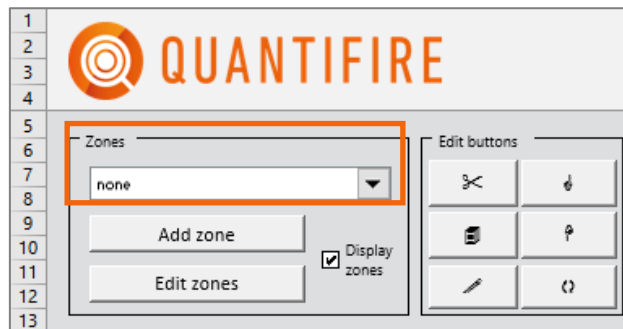 1
2
3
4
5
6
7
8
9
10
11
12
13
QUANTIFIRE
Zones
none
Add zone
Edit zones
Display
zones
Edit buttons